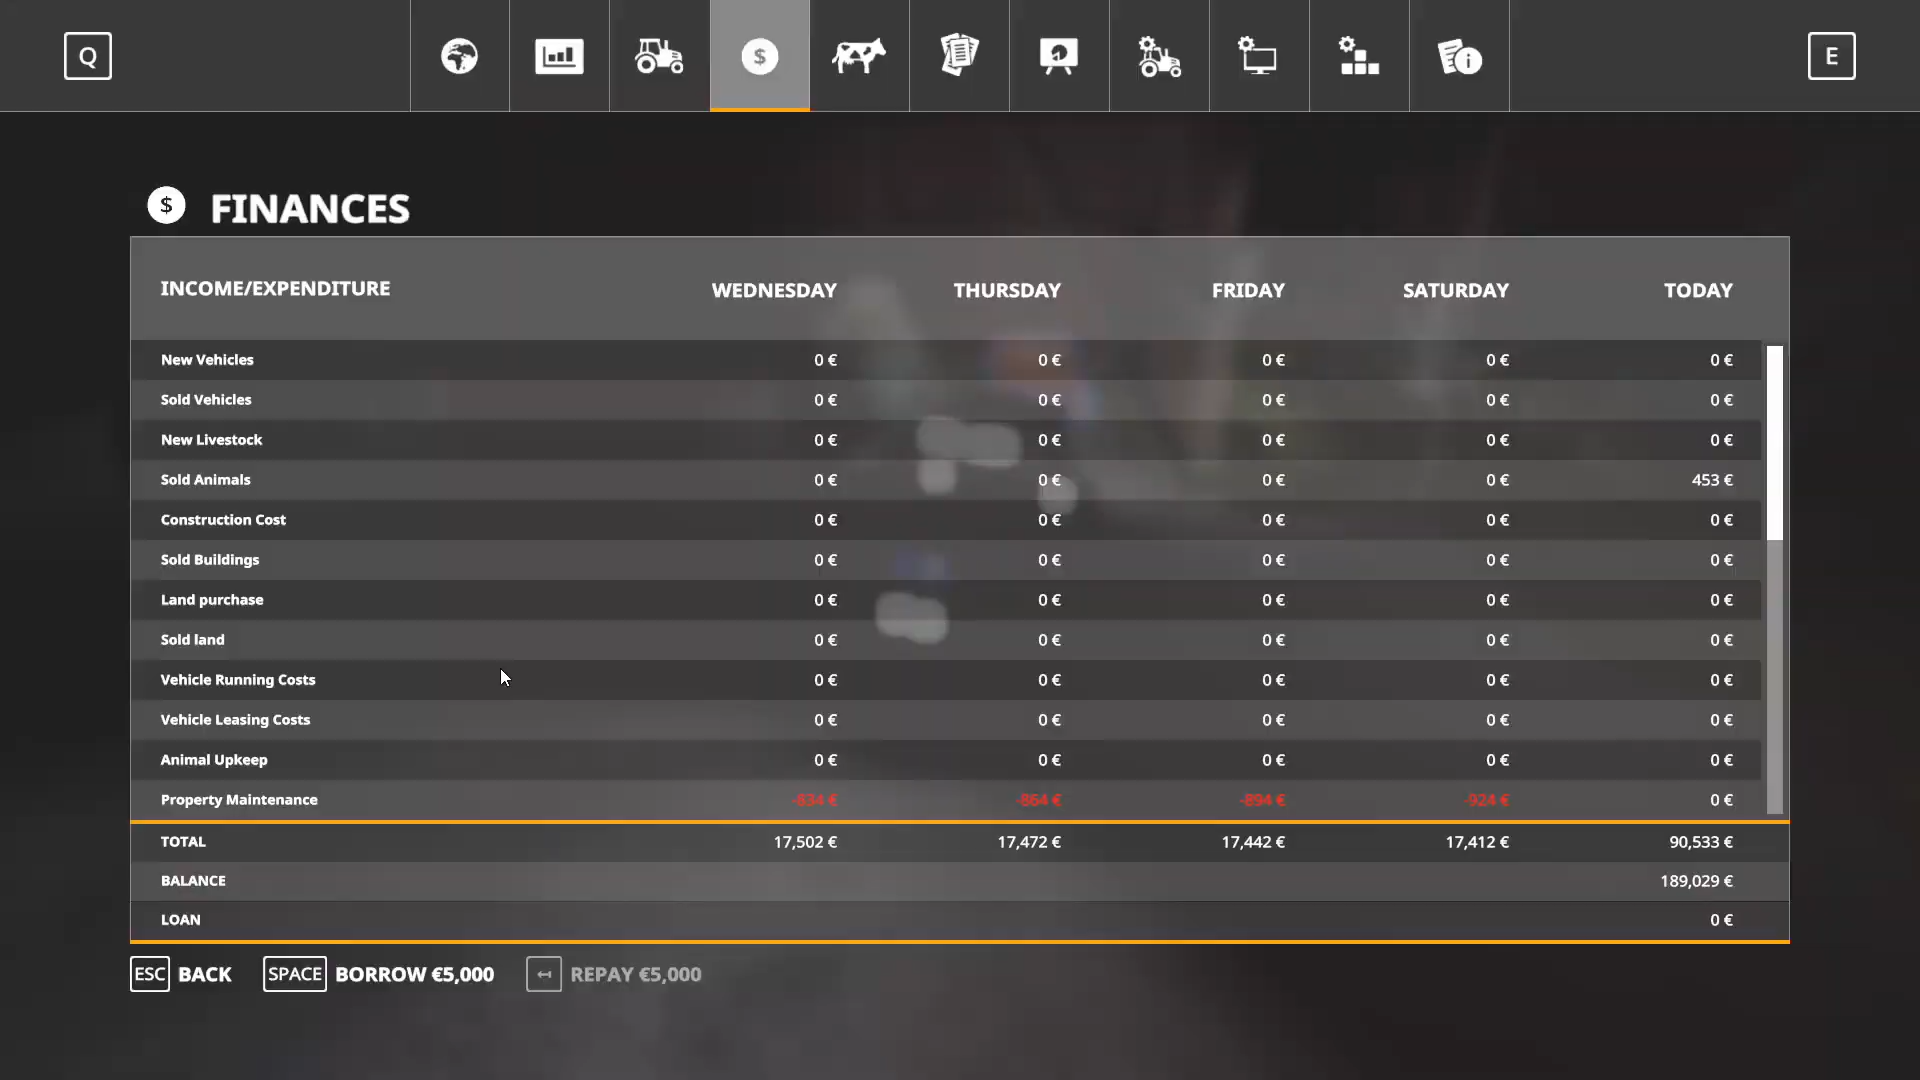 Q
E
$
FINANCES
INCOME/EXPENDITURE WEDNESDAY THURSDAY FRIDAY SATURDAY TODAY
New Vehicles 0 € 0 € 0 € 0 € 0 €
Sold Vehicles 0 € 0 € 0 € 0 € 0 €
New Livestock 0 € 0 € 0 € 0 € 0 €
Sold Animals 0 € 0 € 0 € 0 € 453 €
Construction Cost 0 € 0 € 0 € 0 € 0 €
Sold Buildings 0 € 0 € 0 € 0 € 0 €
Land purchase 0 € 0 € 0 € 0 € 0 €
Sold land 0 € 0 € 0 € 0 € 0 €
Vehicle Running Costs 0 € 0 € 0 € 0 € 0 €
Vehicle Leasing Costs 0 € 0 € 0 € 0 € 0 €
Animal Upkeep 0 € 0 € 0 € 0 € 0 €
Property Maintenance -834 € -864 € -894 € -924 € 0 €
TOTAL 17,502 € 17,472 € 17,442 € 17,412 € 90,533 €
BALANCE 189,029 €
LOAN 0 €
ESC BACK SPACE BORROW €5,000 REPAY €5,000